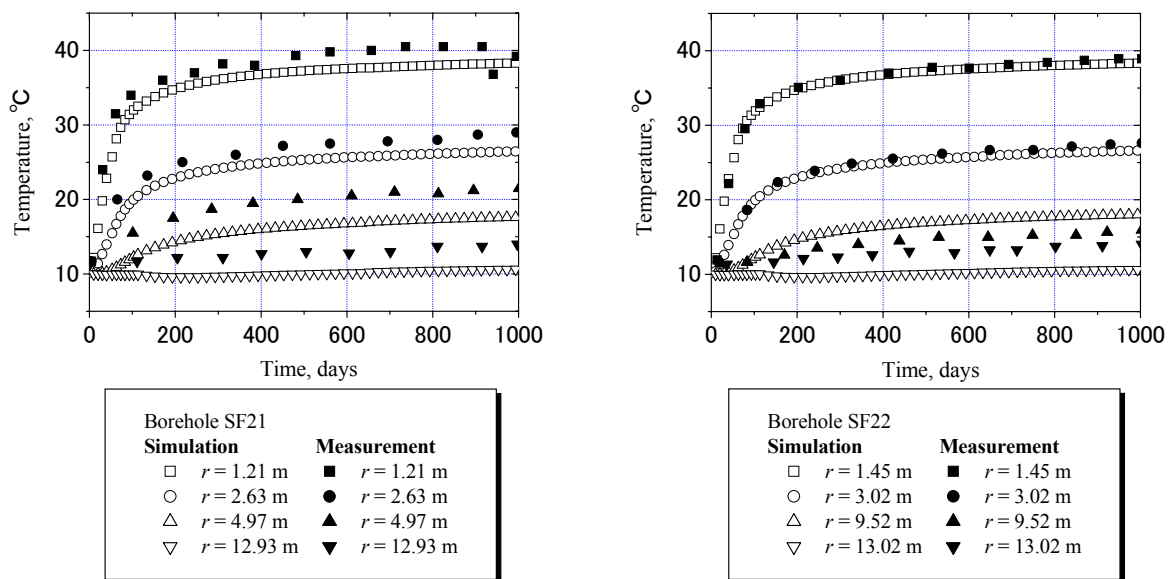 40
30
20
10
0 200 400 600 800 1000
Temperature, °C
Time, days
Borehole SF21
Simulation Measurement
r = 1.21 m r = 1.21 m
r = 2.63 m r = 2.63 m
r = 4.97 m r = 4.97 m
r = 12.93 m r = 12.93 m
40
30
20
10
0 200 400 600 800 1000
Temperature, °C
Time, days
Borehole SF22
Simulation Measurement
r = 1.45 m r = 1.45 m
r = 3.02 m r = 3.02 m
r = 9.52 m r = 9.52 m
r = 13.02 m r = 13.02 m